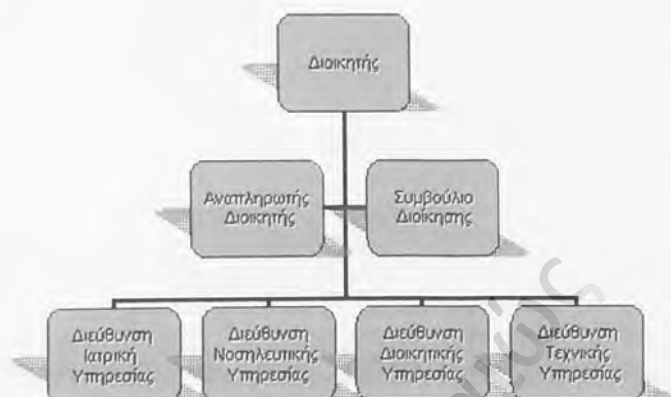 Διοικητής
Αναπληρωτής
Διοικητής
Συμβούλιο
Διοίκησης
Διεύθυνση
Ιατρική
Υπηρεσίας
Διεύθυνση
Νοσηλευτικής
Υπηρεσίας
Διεύθυνση
Διοικητικής
Υπηρεσίας
Διεύθυνση
Τεχνικής
Υπηρεσίας